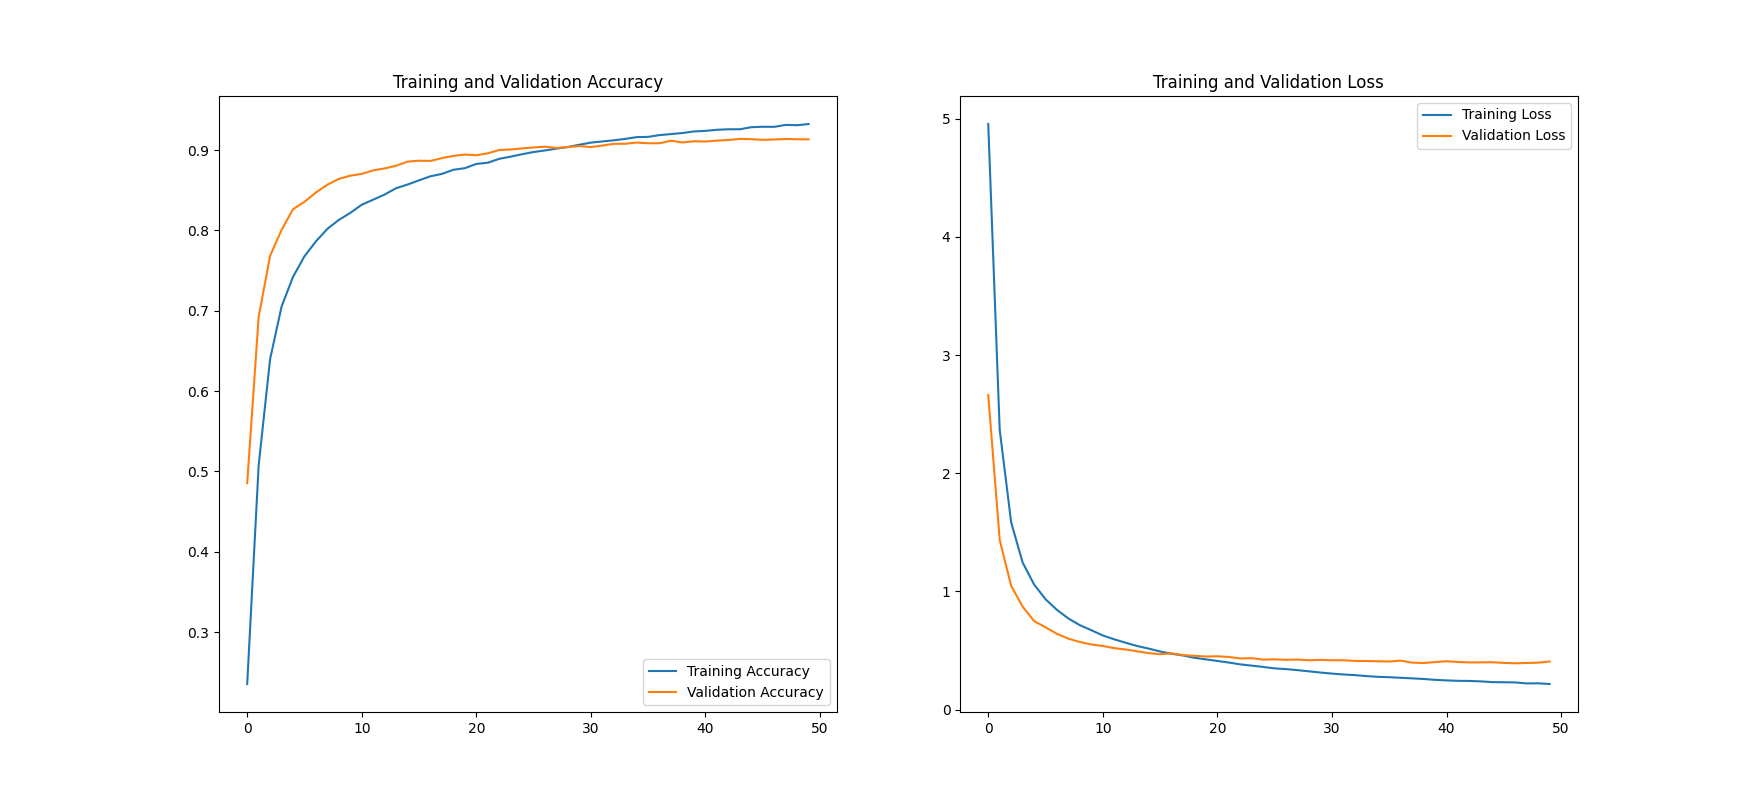 Training and Validation Accuracy
0.9
0.8
0.7
0.6
0.5
0.4
0.3
0 10 20 30 40 50
Training Accuracy
Validation Accuracy
Training and Validation Loss
5
4
3
2
1
0
0 10 20 30 40 50
Training Loss
Validation Loss